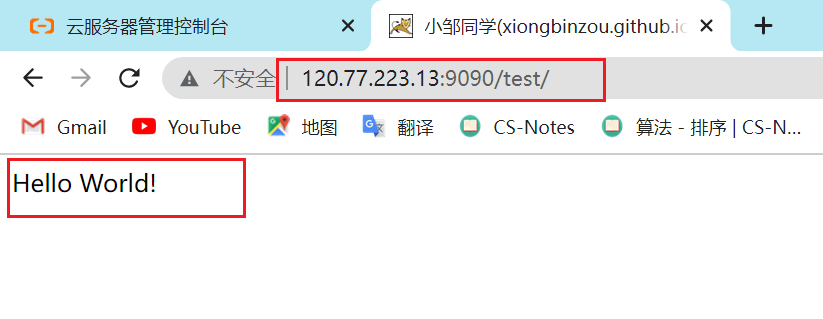 云服务器管理控制台
小邹同学(xiongbinzou.github.io
不安全 120.77.223.13:9090/test/
Gmail YouTube 地图 翻译 CS-Notes 算法 - 排序 | CS-N...
Hello World!